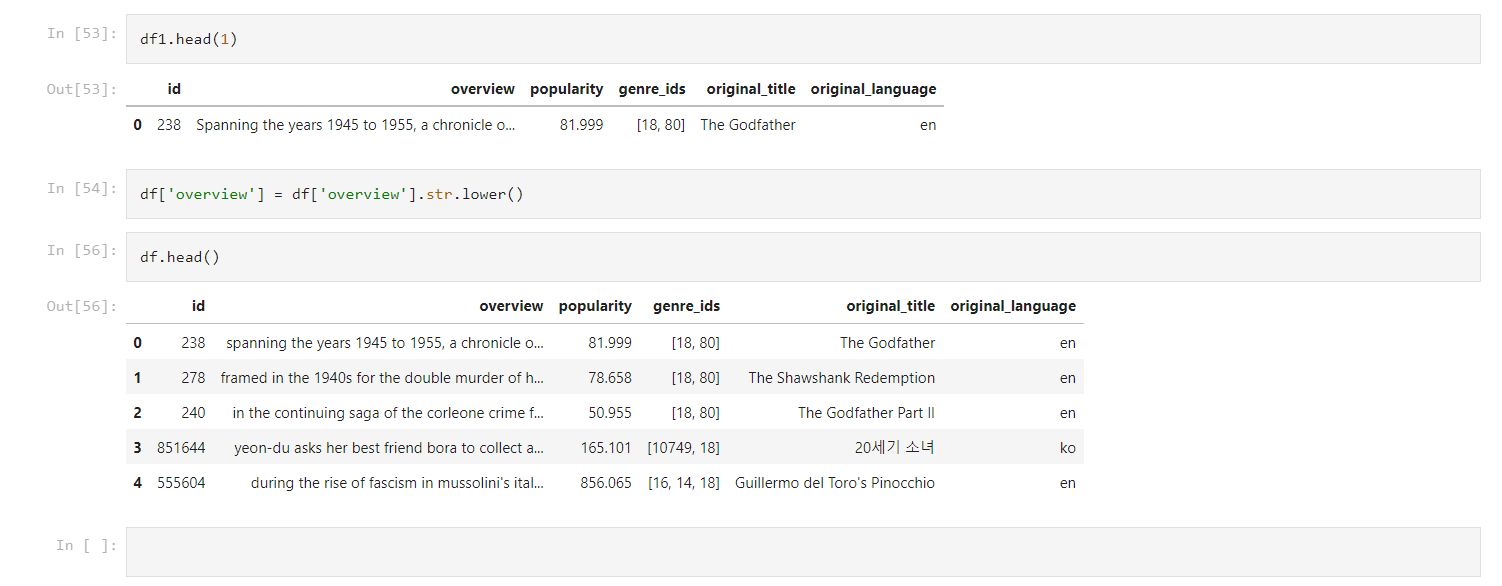 In [53]: df1.head(1)
Out[53]: id overview popularity genre_ids original_title original_language
0 238 Spanning the years 1945 to 1955, a chronicle o... 81.999 [18, 80] The Godfather en
In [54]: df['overview'] = df['overview'].str.lower()
In [56]: df.head()
Out[56]: id overview popularity genre_ids original_title original_language
0 238 spanning the years 1945 to 1955, a chronicle o... 81.999 [18, 80] The Godfather en
1 278 framed in the 1940s for the double murder of h... 78.658 [18, 80] The Shawshank Redemption en
2 240 in the continuing saga of the corleone crime f... 50.955 [18, 80] The Godfather Part II en
3 851644 yeon-du asks her best friend bora to collect a... 165.101 [10749, 18] 20세기 소녀 ko
4 555604 during the rise of fascism in mussolini's ital... 856.065 [16, 14, 18] Guillermo del Toro's Pinocchio en
In [ ]: